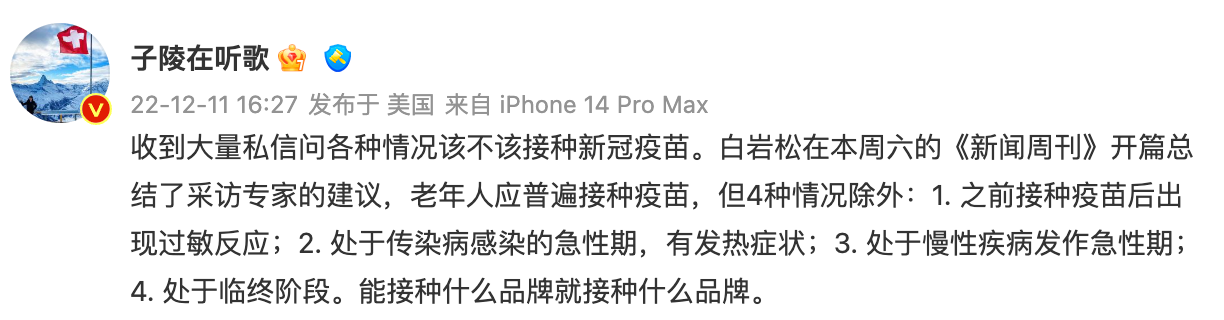 子陵在听歌
22-12-11 16:27 发布于 美国 来自 iPhone 14 Pro Max
收到大量私信问各种情况该不该接种新冠疫苗。白岩松在本周六的《新闻周刊》开篇总
结了采访专家的建议，老年人应普遍接种疫苗，但4种情况除外：1. 之前接种疫苗后出
现过敏反应；2. 处于传染病感染的急性期，有发热症状；3. 处于慢性疾病发作急性期；
4. 处于临终阶段。能接种什么品牌就接种什么品牌。